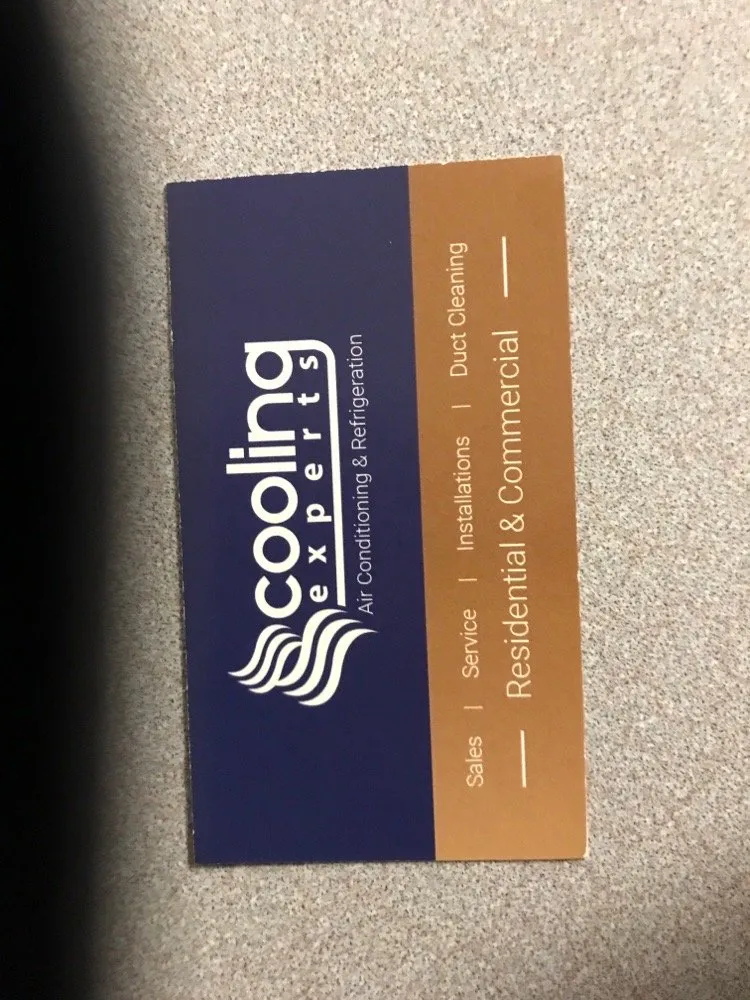 cooling
experts
Air Conditioning & Refrigeration
Sales | Service | Installations | Duct Cleaning
Residential & Commercial